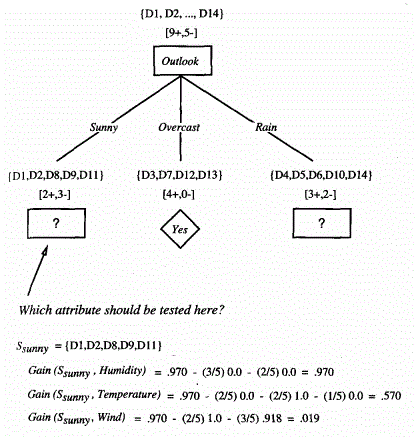 {D1, D2, ..., D14}
[9+,5-]
Outlook
Sunny Overcast Rain
{D1,D2,D8,D9,D11} {D3,D7,D12,D13} {D4,D5,D6,D10,D14}
[2+,3-] [4+,0-] [3+,2-]
? Yes ?
Which attribute should be tested here?
Ssunny = {D1,D2,D8,D9,D11}
Gain (Ssunny , Humidity) = .970 - (3/5) 0.0 - (2/5) 0.0 = .970
Gain (Ssunny , Temperature) = .970 - (2/5) 0.0 - (2/5) 1.0 - (1/5) 0.0 = .570
Gain (Ssunny , Wind) = .970 - (2/5) 1.0 - (3/5) .918 = .019